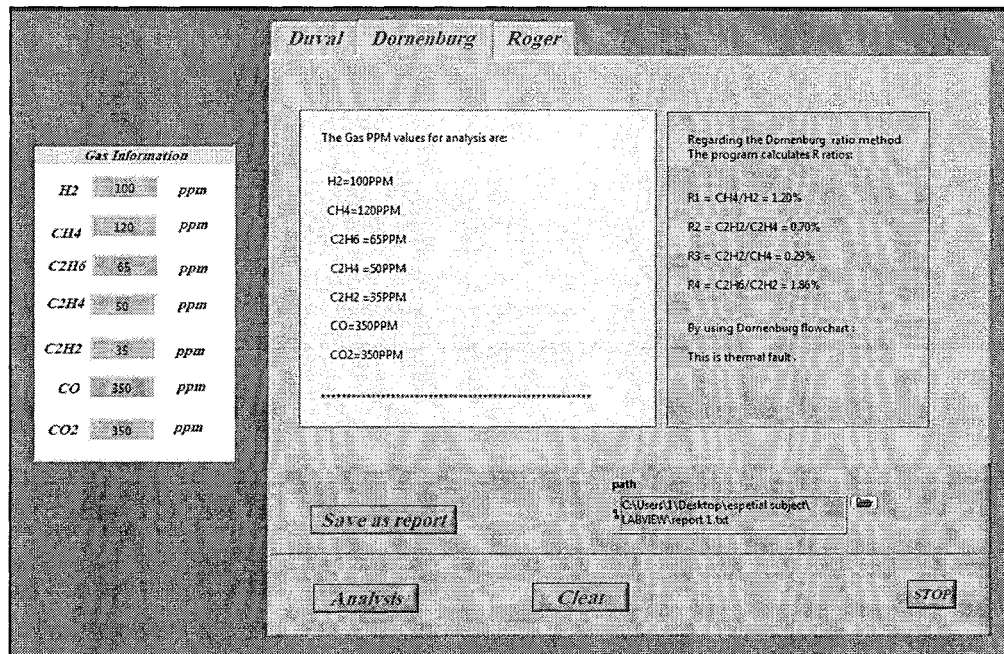 Duval Dornenburg Roger
Gas Information
H2 100 ppm
CH4 120 ppm
C2H6 65 ppm
C2H4 50 ppm
C2H2 35 ppm
CO 350 ppm
CO2 350 ppm
The Gas PPM values for analysis are:
H2=100PPM
CH4=120PPM
C2H6 =65PPM
C2H4 =50PPM
C2H2 =35PPM
CO=350PPM
CO2=350PPM
**************************************************
Regarding the Dornenburg ratio method
The program calculates R ratios:
R1 = CH4/H2 = 1.20%
R2 = C2H2/C2H4 = 0.70%
R3 = C2H2/CH4 = 0.29%
R4 = C2H6/C2H2 = 1.86%
By using Dornenburg flowchart :
This is thermal fault .
path
C:\Users\1\Desktop\espetial subject\
LABVIEW\report 1.txt
Save as report
Analysis Clear STOP